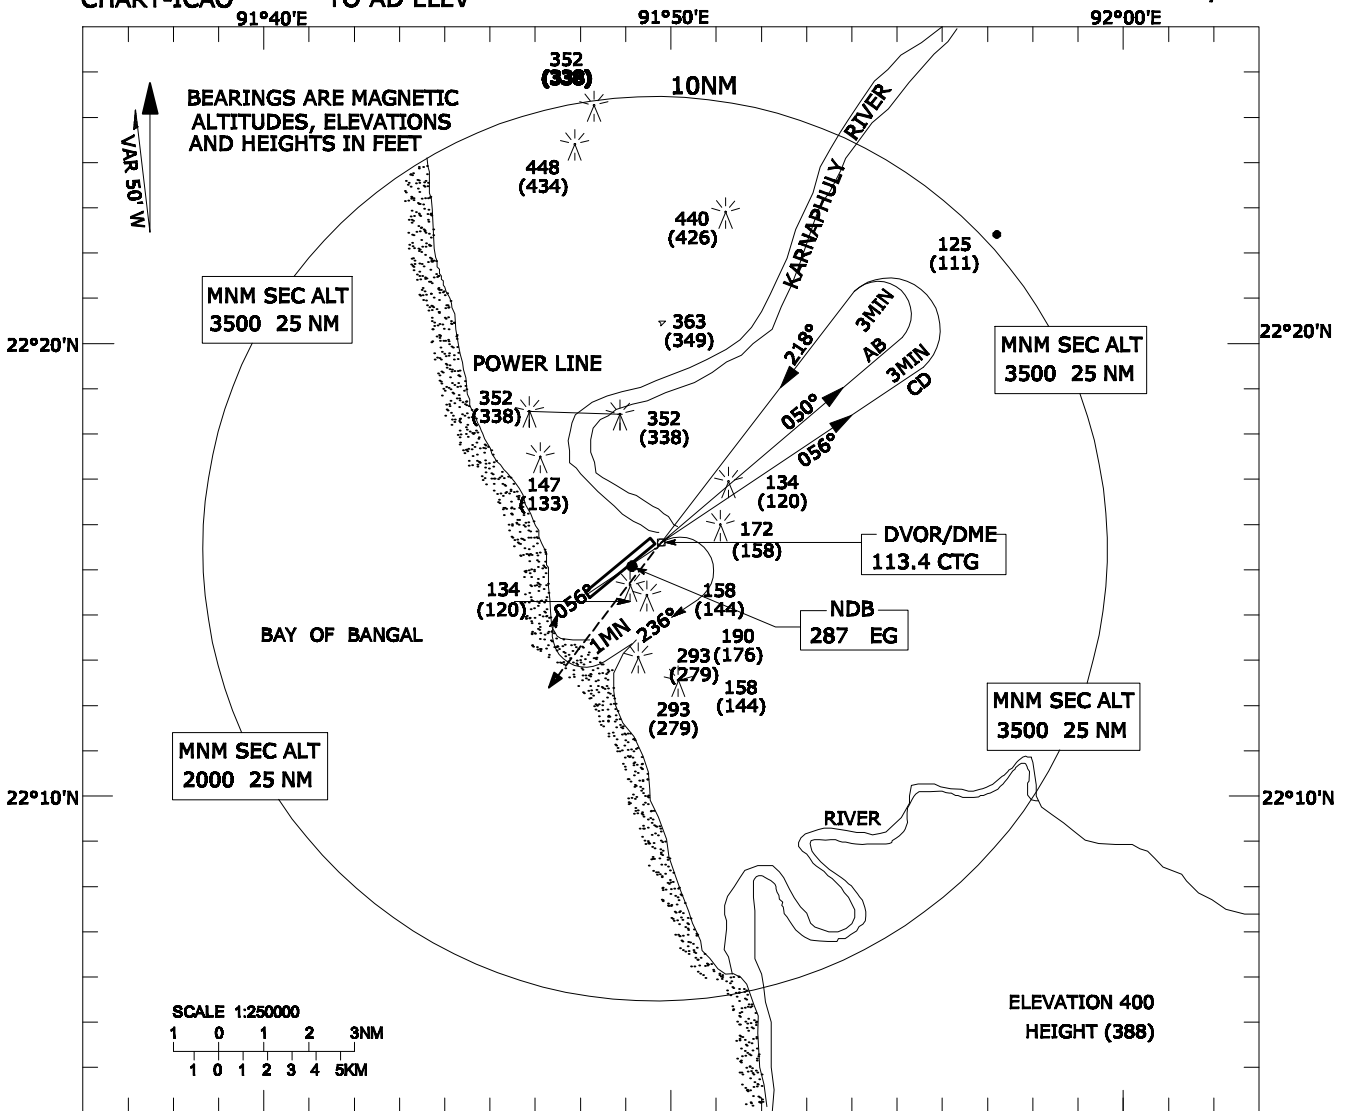 CHART-ICAO TO AD ELEV
91°40'E 91°50'E 92°00'E
352
(338)
10NM
BEARINGS ARE MAGNETIC
ALTITUDES, ELEVATIONS
AND HEIGHTS IN FEET
VAR 50' W
448
(434)
440
(426)
KARNAPHULY RIVER
125
(111)
MNM SEC ALT
3500 25 NM
363
(349)
218°
3MIN
AB
3MIN
CD
22°20'N
22°20'N
MNM SEC ALT
3500 25 NM
POWER LINE
352
(338)
352
(338)
050°
056°
147
(133)
134
(120)
172
(158)
DVOR/DME
113.4 CTG
134
(120)
056°
158
(144)
NDB
287 EG
BAY OF BANGAL
1MN
236°
190
(176)
293
(279)
158
(144)
293
(279)
MNM SEC ALT
3500 25 NM
MNM SEC ALT
2000 25 NM
22°10'N
22°10'N
RIVER
SCALE 1:250000
1 0 1 2 3NM
1 0 1 2 3 4 5KM
ELEVATION 400
HEIGHT (388)